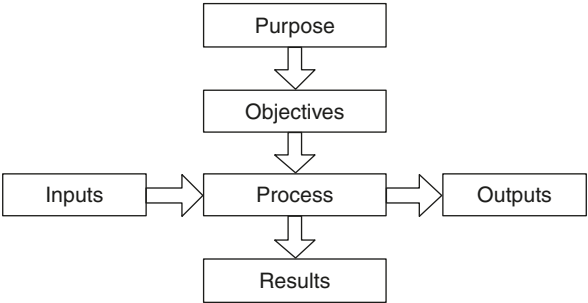 Purpose
Objectives
Inputs
Process
Outputs
Results